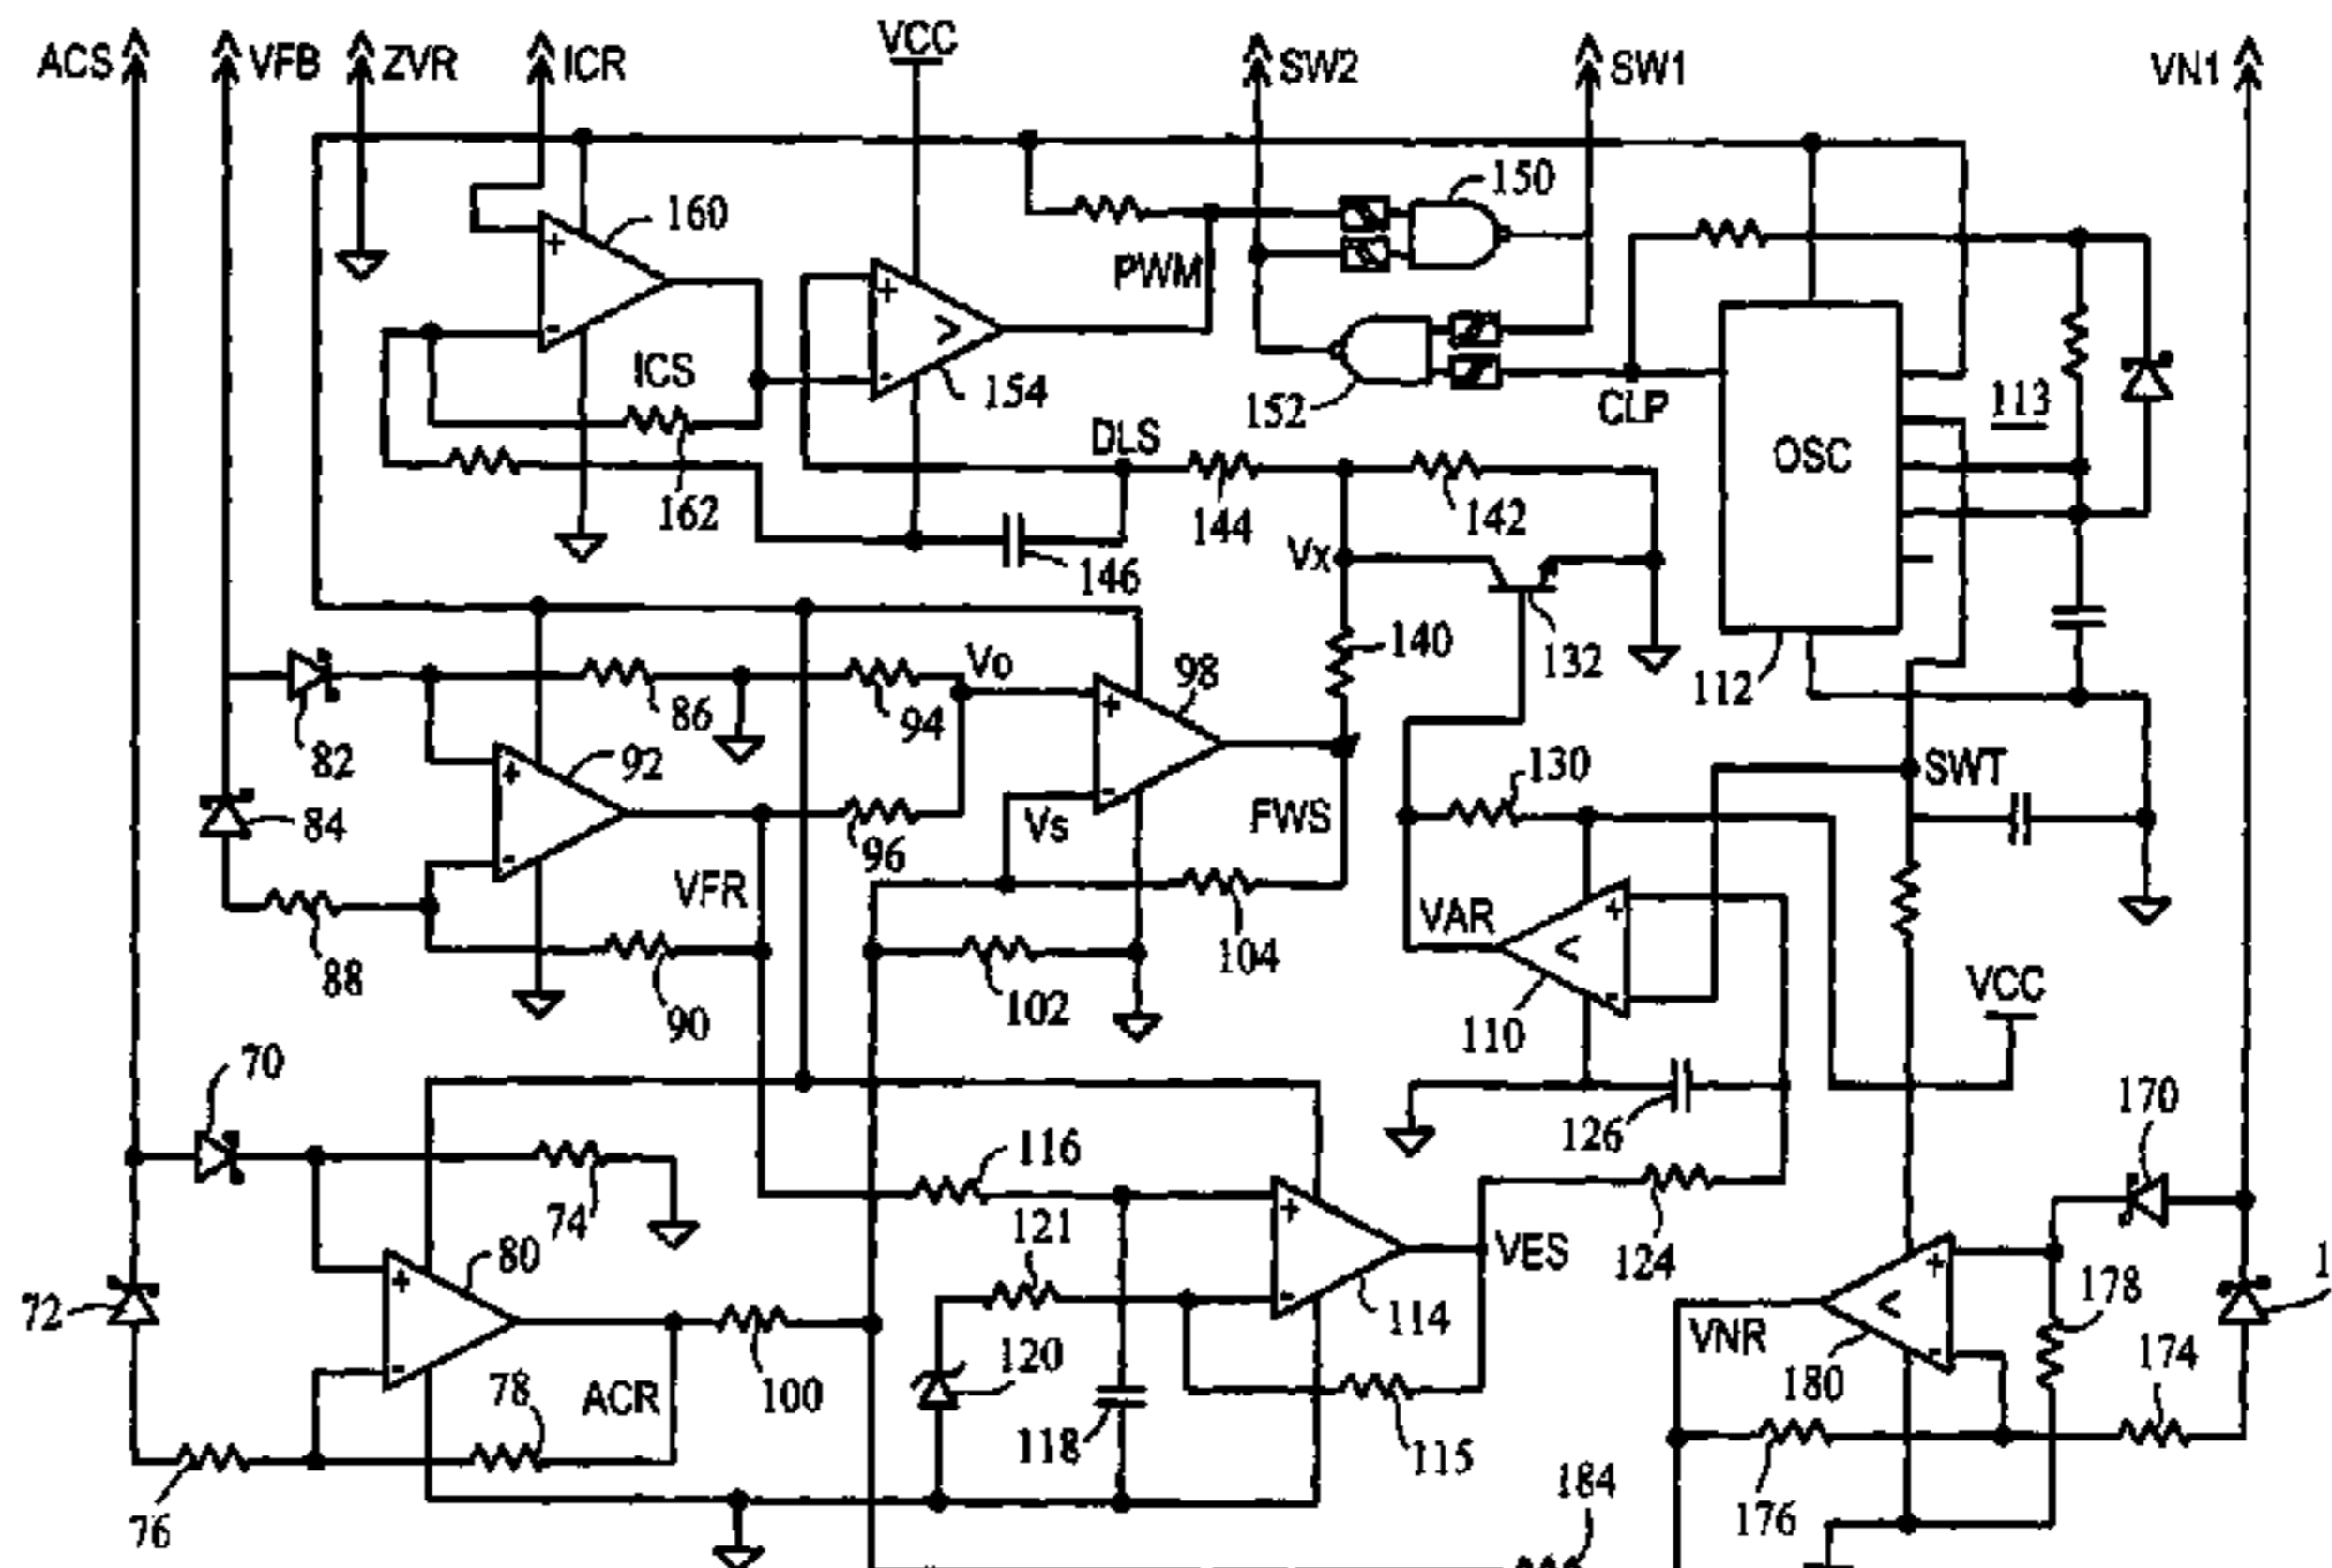 ACS VFB ZVR ICR VCC SW2 SW1 VN1
160 150
+ + PWM
- ICS > 154 152 CLP 113
- DLS OSC
162 144 142
146 Vx
140 132 112
Vo 98
82 86 94 +
92 130 SWT
84 + - Vs FWS
- VFR 96 VAR +
88 90 102 104 < VCC
110 -
70 126 170
116
74 121 + VES 124 178
80 + + 1
72 114 VNR < 174
- 120 - 180 -
78 ACR 100 118 115
76 184 176